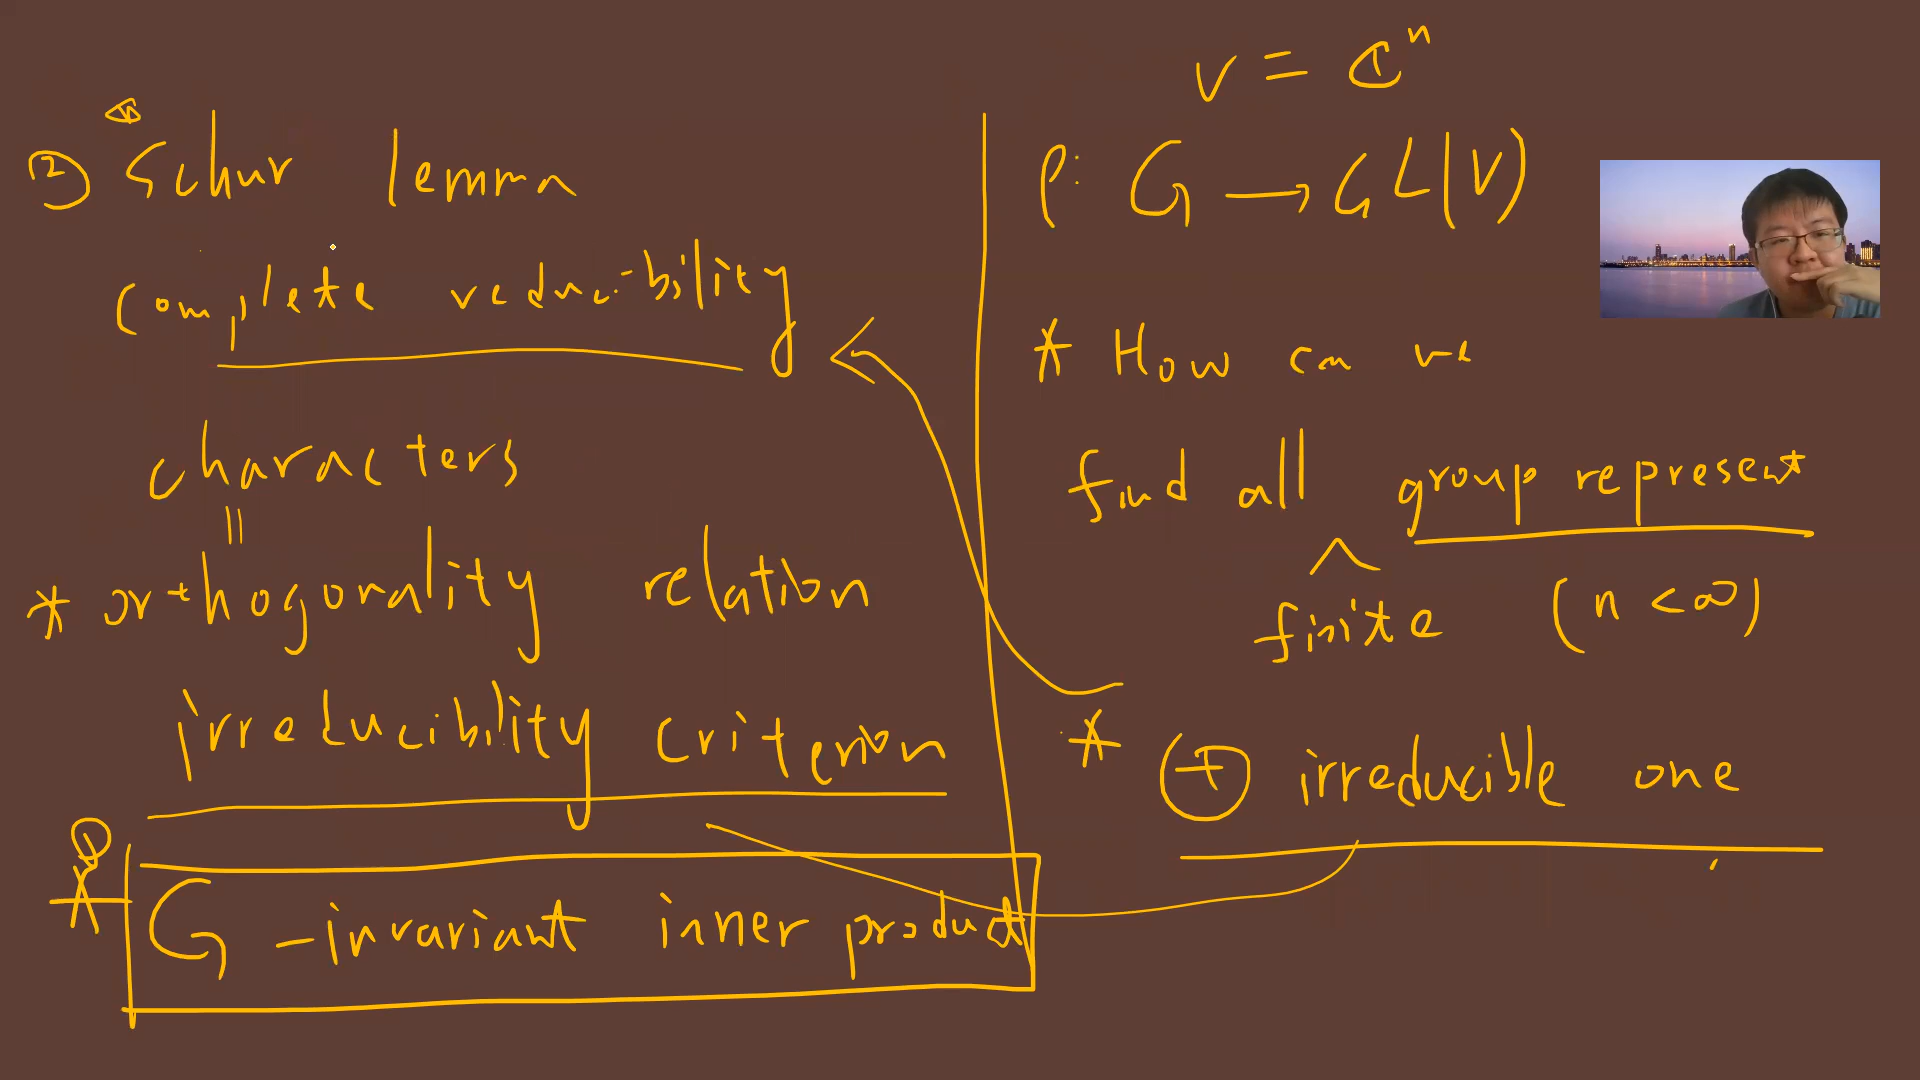 ② Schur lemma
complete reducibility
characters
* orthogonality relation
irreducibility criterion
G-invariant inner product
V = ℂⁿ
ρ: G → GL(V)
* How can we
find all group represent
finite (n < ∞)
* ⊕ irreducible one